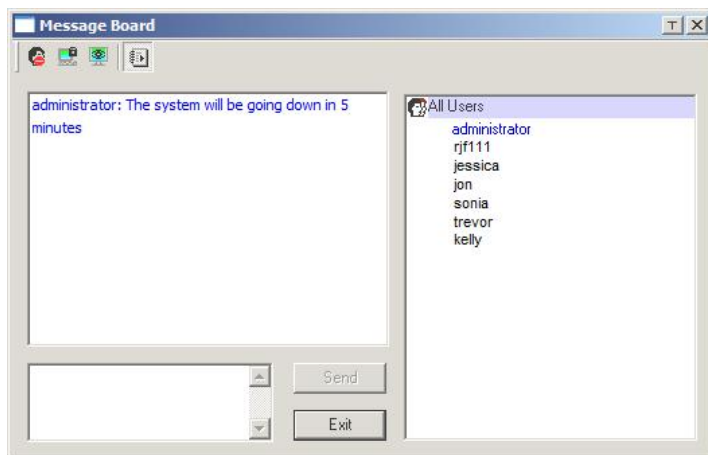 Message Board
administrator: The system will be going down in 5
minutes
All Users
administrator
rjf111
jessica
jon
sonia
trevor
kelly
Send
Exit